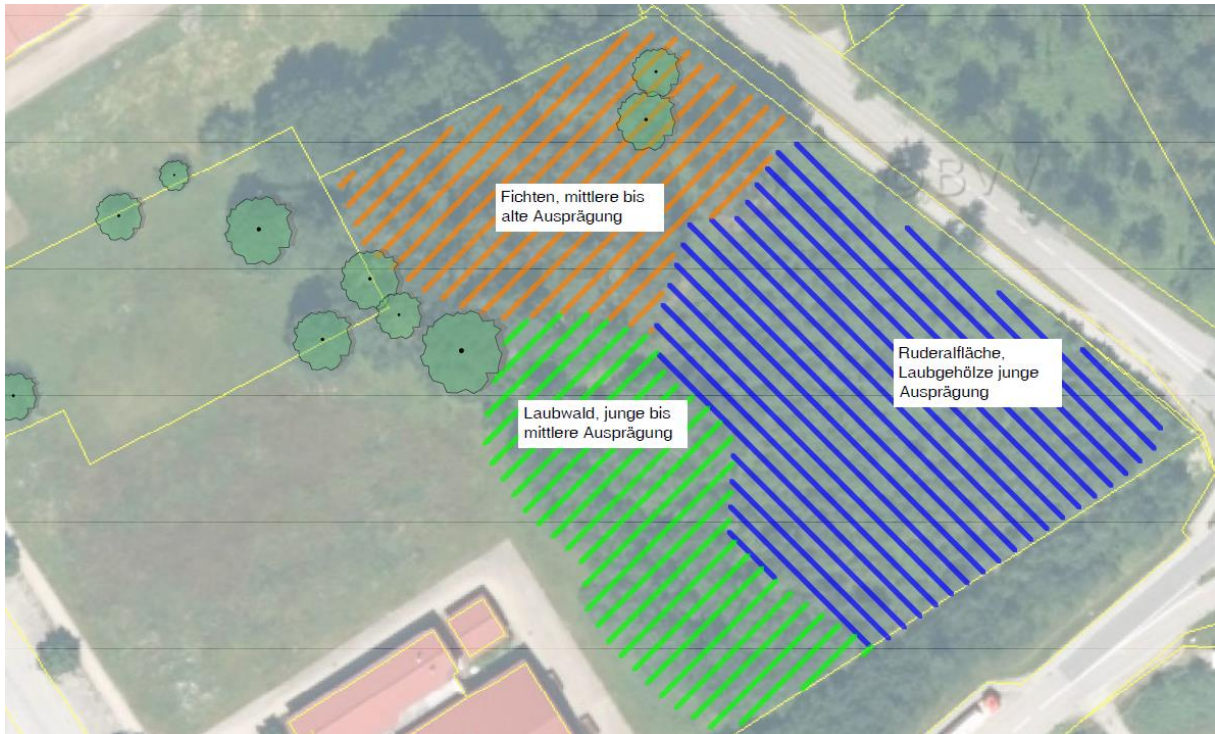 Fichten, mittlere bis
alte Ausprägung
Ruderalfläche,
Laubgehölze junge
Ausprägung
Laubwald, junge bis
mittlere Ausprägung